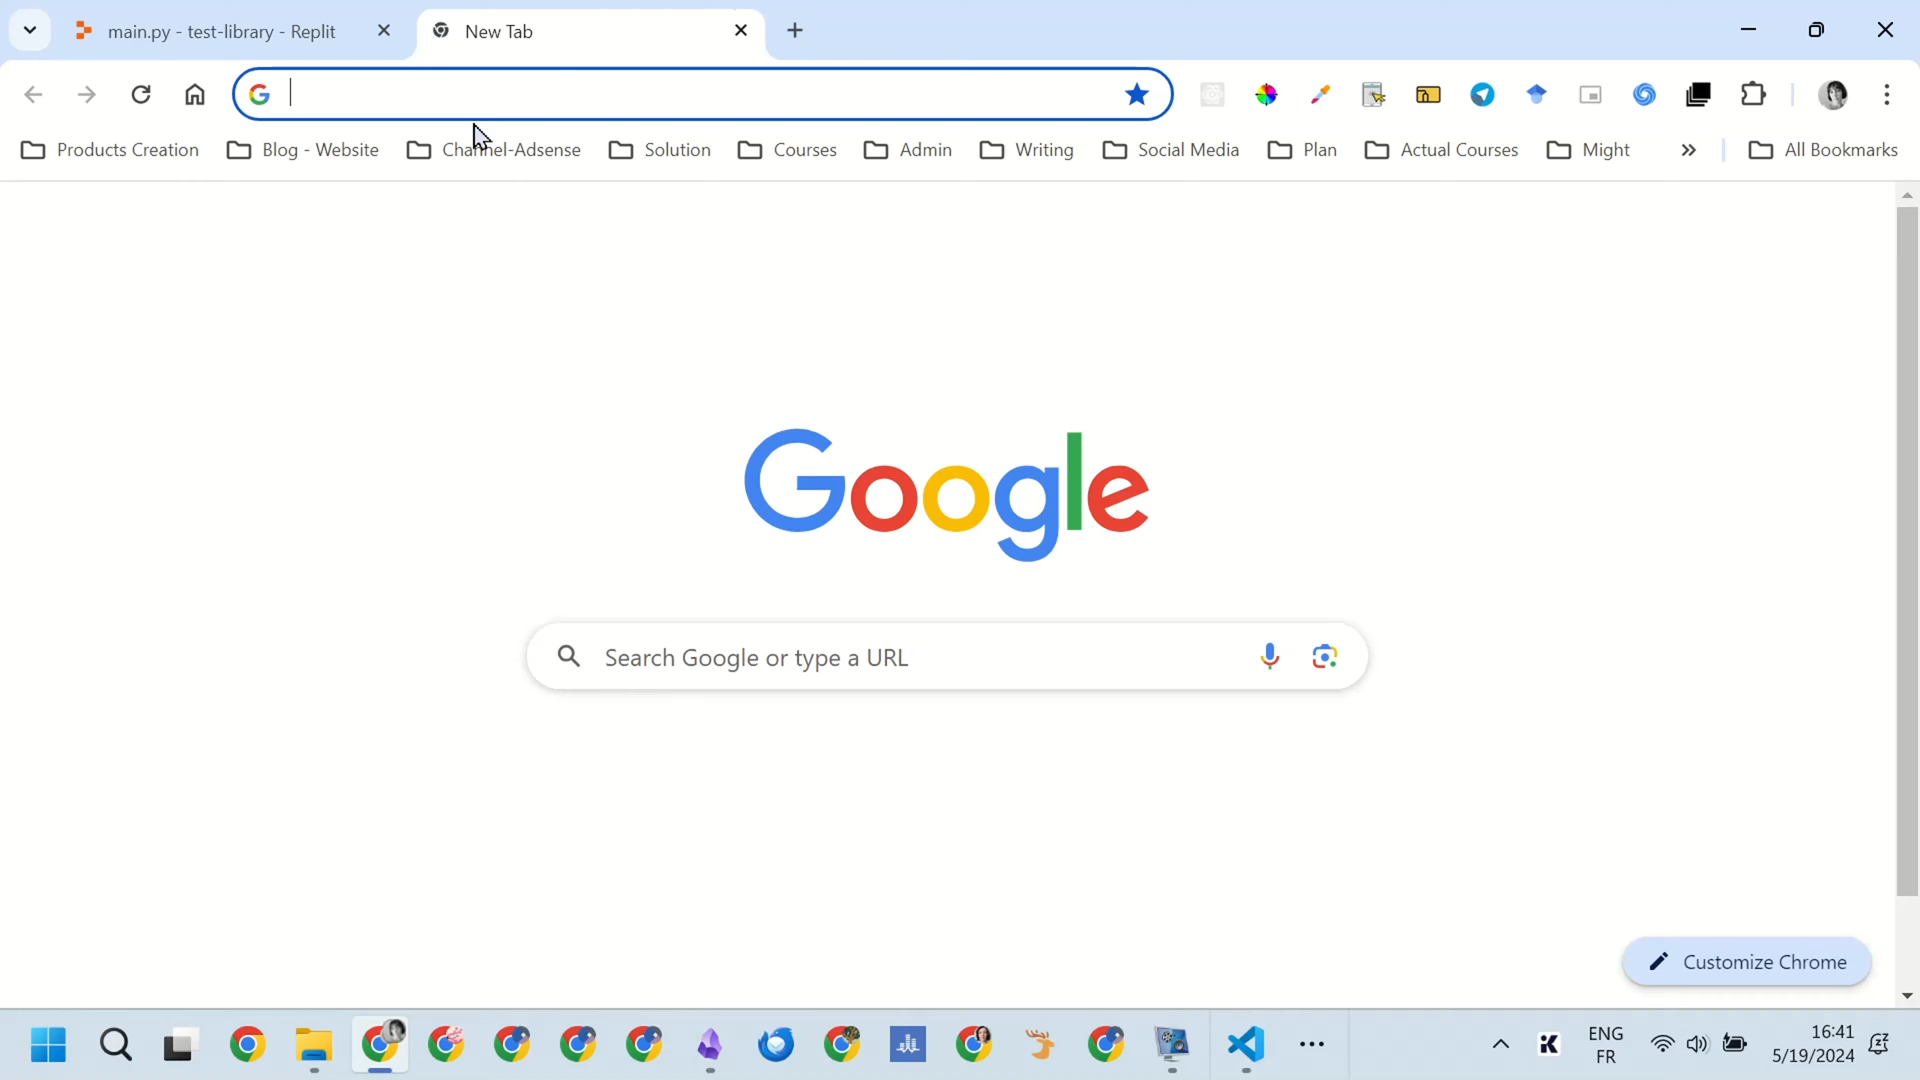 main.py - test-library - Replit
New Tab
Products Creation
Blog - Website
Channel-Adsense
Solution
Courses
Admin
Writing
Social Media
Plan
Actual Courses
Might
All Bookmarks
Google
Search Google or type a URL
Customize Chrome
ENG
FR
16:41
5/19/2024